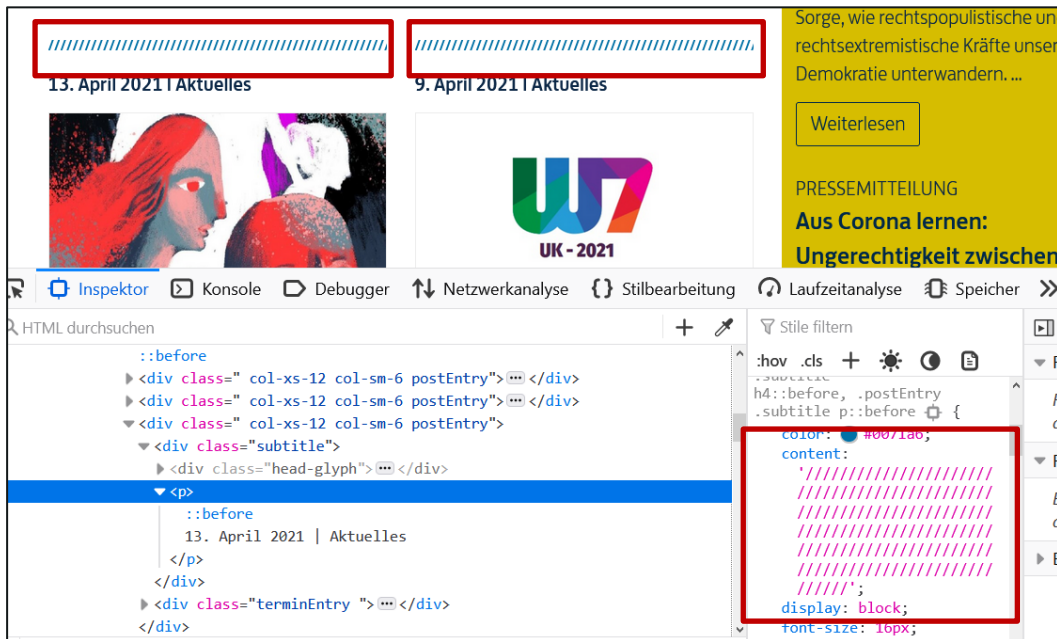 Sorge, wie rechtspopulistische un
rechtsextremistische Kräfte unser
Demokratie unterwandern. ...
Weiterlesen
PRESSEMITTEILUNG
Aus Corona lernen:
Ungerechtigkeit zwischen
/////////////////////////////////////////////////
/////////////////////////////////////////////////
13. April 2021 | Aktuelles
9. April 2021 | Aktuelles
W7
UK - 2021
Inspektor Konsole Debugger Netzwerkanalyse {} Stilbearbeitung Laufzeitanalyse Speicher
HTML durchsuchen
::before
<div class=" col-xs-12 col-sm-6 postEntry">…</div>
<div class=" col-xs-12 col-sm-6 postEntry">…</div>
<div class=" col-xs-12 col-sm-6 postEntry">
<div class="subtitle">
<div class="head-glyph">…</div>
<p>
::before
13. April 2021 | Aktuelles
</p>
</div>
<div class="terminEntry ">…</div>
</div>
Stile filtern
:hov .cls +
.subtitle
h4::before, .postEntry
.subtitle p::before {
color: #0071a6;
content:
'///////////////////////
////////////////////////
////////////////////////
////////////////////////
////////////////////////
////////////////////////
//////';
display: block;
font-size: 16px;